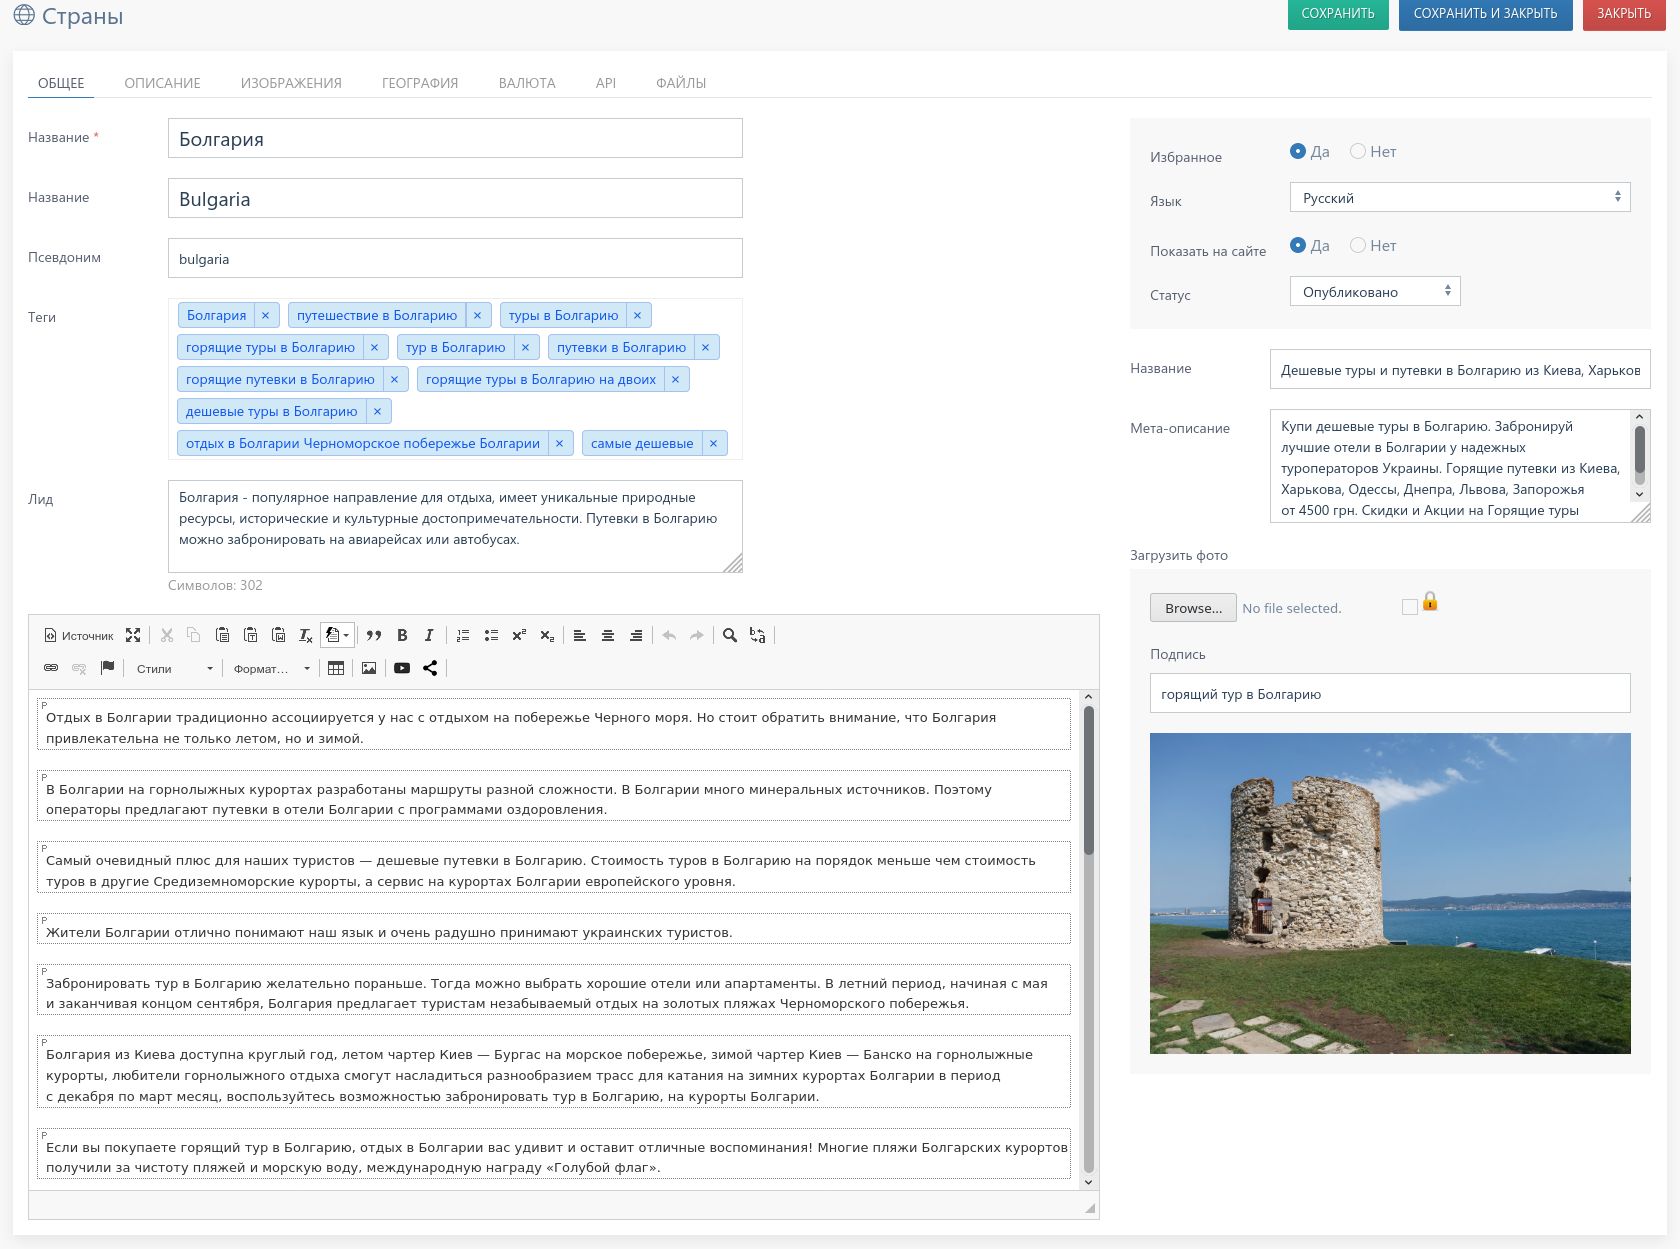 Страны
СОХРАНИТЬ
СОХРАНИТЬ И ЗАКРЫТЬ
ЗАКРЫТЬ
ОБЩЕЕ
ОПИСАНИЕ
ИЗОБРАЖЕНИЯ
ГЕОГРАФИЯ
ВАЛЮТА
API
ФАЙЛЫ
Название *
Болгария
Название
Bulgaria
Псевдоним
bulgaria
Теги
Болгария ×
путешествие в Болгарию ×
туры в Болгарию ×
горящие туры в Болгарию ×
тур в Болгарию ×
путевки в Болгарию ×
горящие путевки в Болгарию ×
горящие туры в Болгарию на двоих ×
дешевые туры в Болгарию ×
отдых в Болгарии Черноморское побережье Болгарии ×
самые дешевые ×
Лид
Болгария - популярное направление для отдыха, имеет уникальные природные
ресурсы, исторические и культурные достопримечательности. Путевки в Болгарию
можно забронировать на авиарейсах или автобусах.
Символов: 302
Источник
Стили
Формат...
P
Отдых в Болгарии традиционно ассоциируется у нас с отдыхом на побережье Черного моря. Но стоит обратить внимание, что Болгария
привлекательна не только летом, но и зимой.
P
В Болгарии на горнолыжных курортах разработаны маршруты разной сложности. В Болгарии много минеральных источников. Поэтому
операторы предлагают путевки в отели Болгарии с программами оздоровления.
P
Самый очевидный плюс для наших туристов — дешевые путевки в Болгарию. Стоимость туров в Болгарию на порядок меньше чем стоимость
туров в другие Средиземноморские курорты, а сервис на курортах Болгарии европейского уровня.
P
Жители Болгарии отлично понимают наш язык и очень радушно принимают украинских туристов.
P
Забронировать тур в Болгарию желательно пораньше. Тогда можно выбрать хорошие отели или апартаменты. В летний период, начиная с мая
и заканчивая концом сентября, Болгария предлагает туристам незабываемый отдых на золотых пляжах Черноморского побережья.
P
Болгария из Киева доступна круглый год, летом чартер Киев — Бургас на морское побережье, зимой чартер Киев — Банско на горнолыжные
курорты, любители горнолыжного отдыха смогут насладиться разнообразием трасс для катания на зимних курортах Болгарии в период
с декабря по март месяц, воспользуйтесь возможностью забронировать тур в Болгарию, на курорты Болгарии.
P
Если вы покупаете горящий тур в Болгарию, отдых в Болгарии вас удивит и оставит отличные воспоминания! Многие пляжи Болгарских курортов
получили за чистоту пляжей и морскую воду, международную награду «Голубой флаг».
Избранное
Да
Нет
Язык
Русский
Показать на сайте
Да
Нет
Статус
Опубликовано
Название
Дешевые туры и путевки в Болгарию из Киева, Харьков
Мета-описание
Купи дешевые туры в Болгарию. Забронируй
лучшие отели в Болгарии у надежных
туроператоров Украины. Горящие путевки из Киева,
Харькова, Одессы, Днепра, Львова, Запорожья
от 4500 грн. Скидки и Акции на Горящие туры
Загрузить фото
Browse...
No file selected.
Подпись
горящий тур в Болгарию